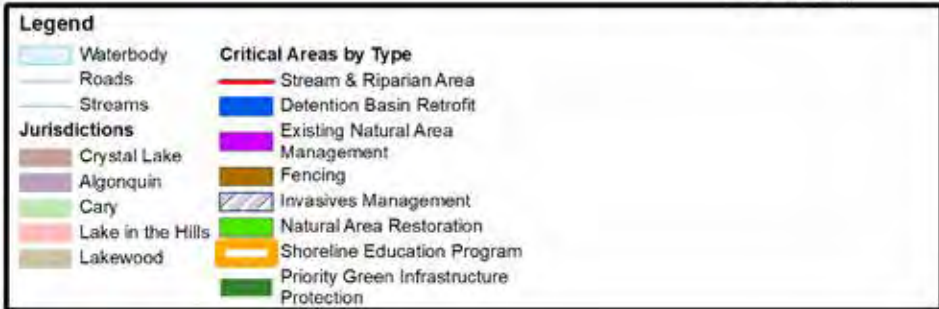 Legend
Waterbody
Roads
Streams
Jurisdictions
Crystal Lake
Algonquin
Cary
Lake in the Hills
Lakewood
Critical Areas by Type
Stream & Riparian Area
Detention Basin Retrofit
Existing Natural Area
Management
Fencing
Invasives Management
Natural Area Restoration
Shoreline Education Program
Priority Green Infrastructure
Protection